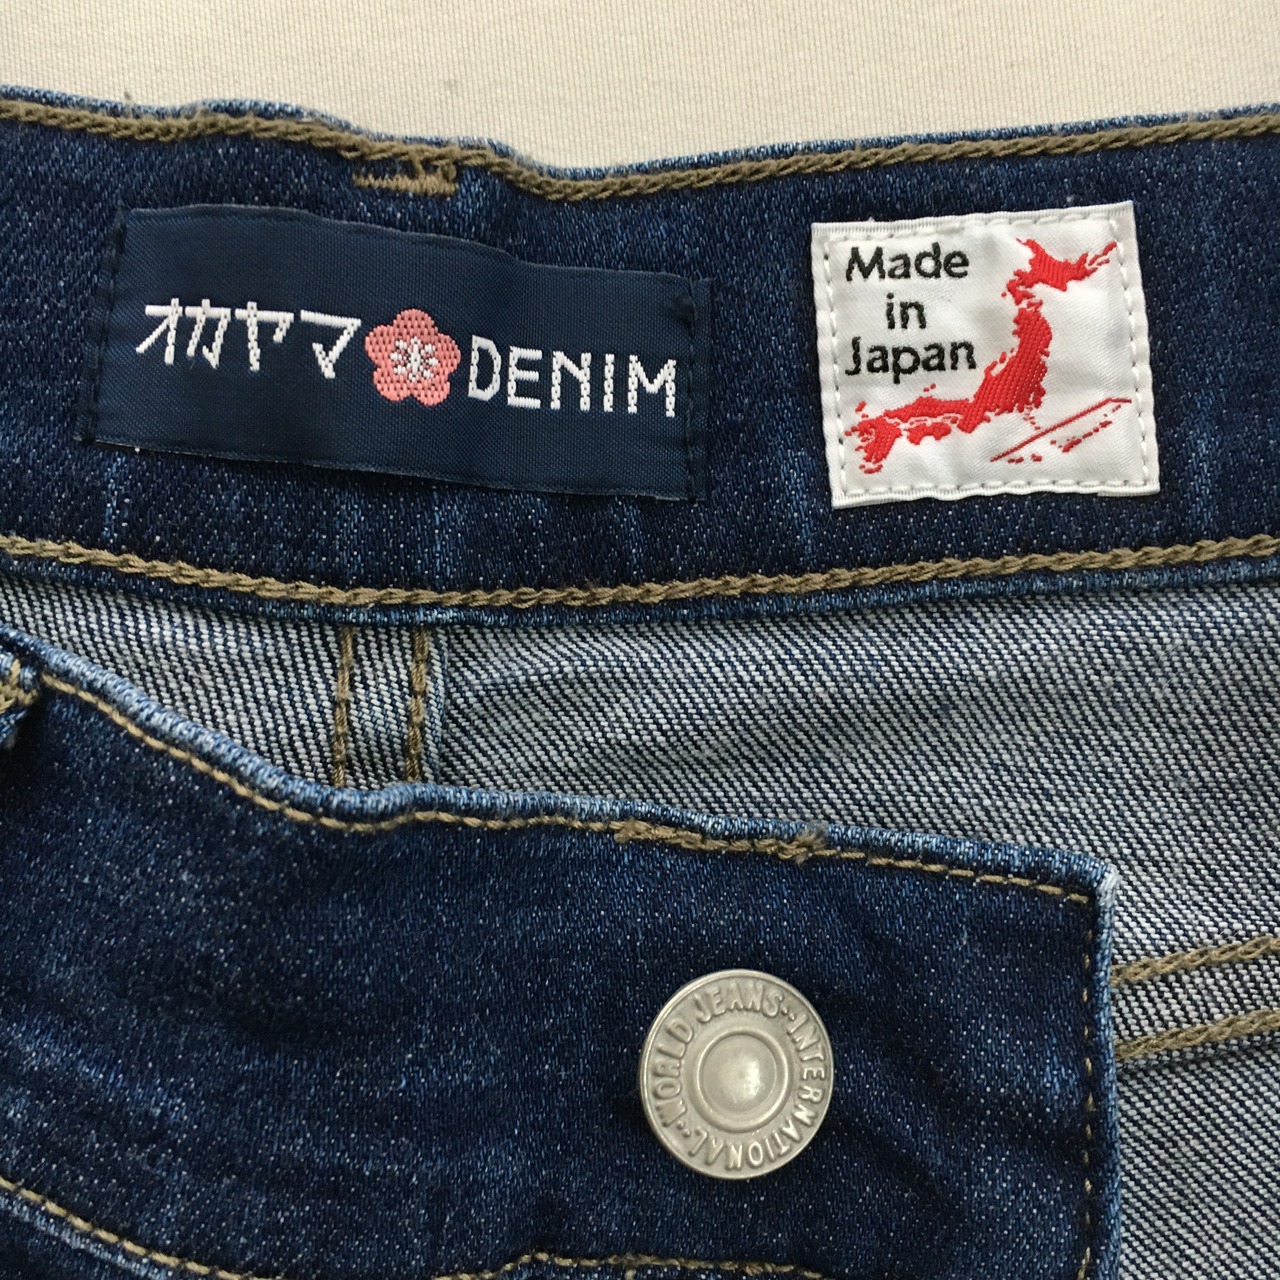 オカヤマ DENIM
Made
in
Japan
WORLD JEANS··INTERNATIONAL··